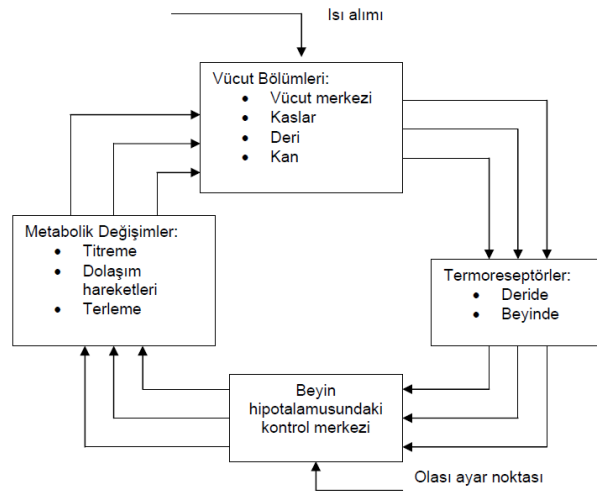 Isı alımı
Vücut Bölümleri:
• Vücut merkezi
• Kaslar
• Deri
• Kan
Metabolik Değişimler:
• Titreme
• Dolaşım
hareketleri
• Terleme
Termoreseptörler:
• Deride
• Beyinde
Beyin
hipotalamusundaki
kontrol merkezi
Olası ayar noktası